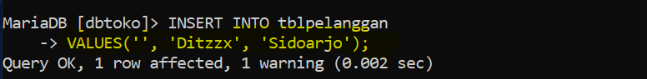 MariaDB [dbtoko]> INSERT INTO tblpelanggan
-> VALUES('', 'Ditzzx', 'Sidoarjo');
Query OK, 1 row affected, 1 warning (0.002 sec)